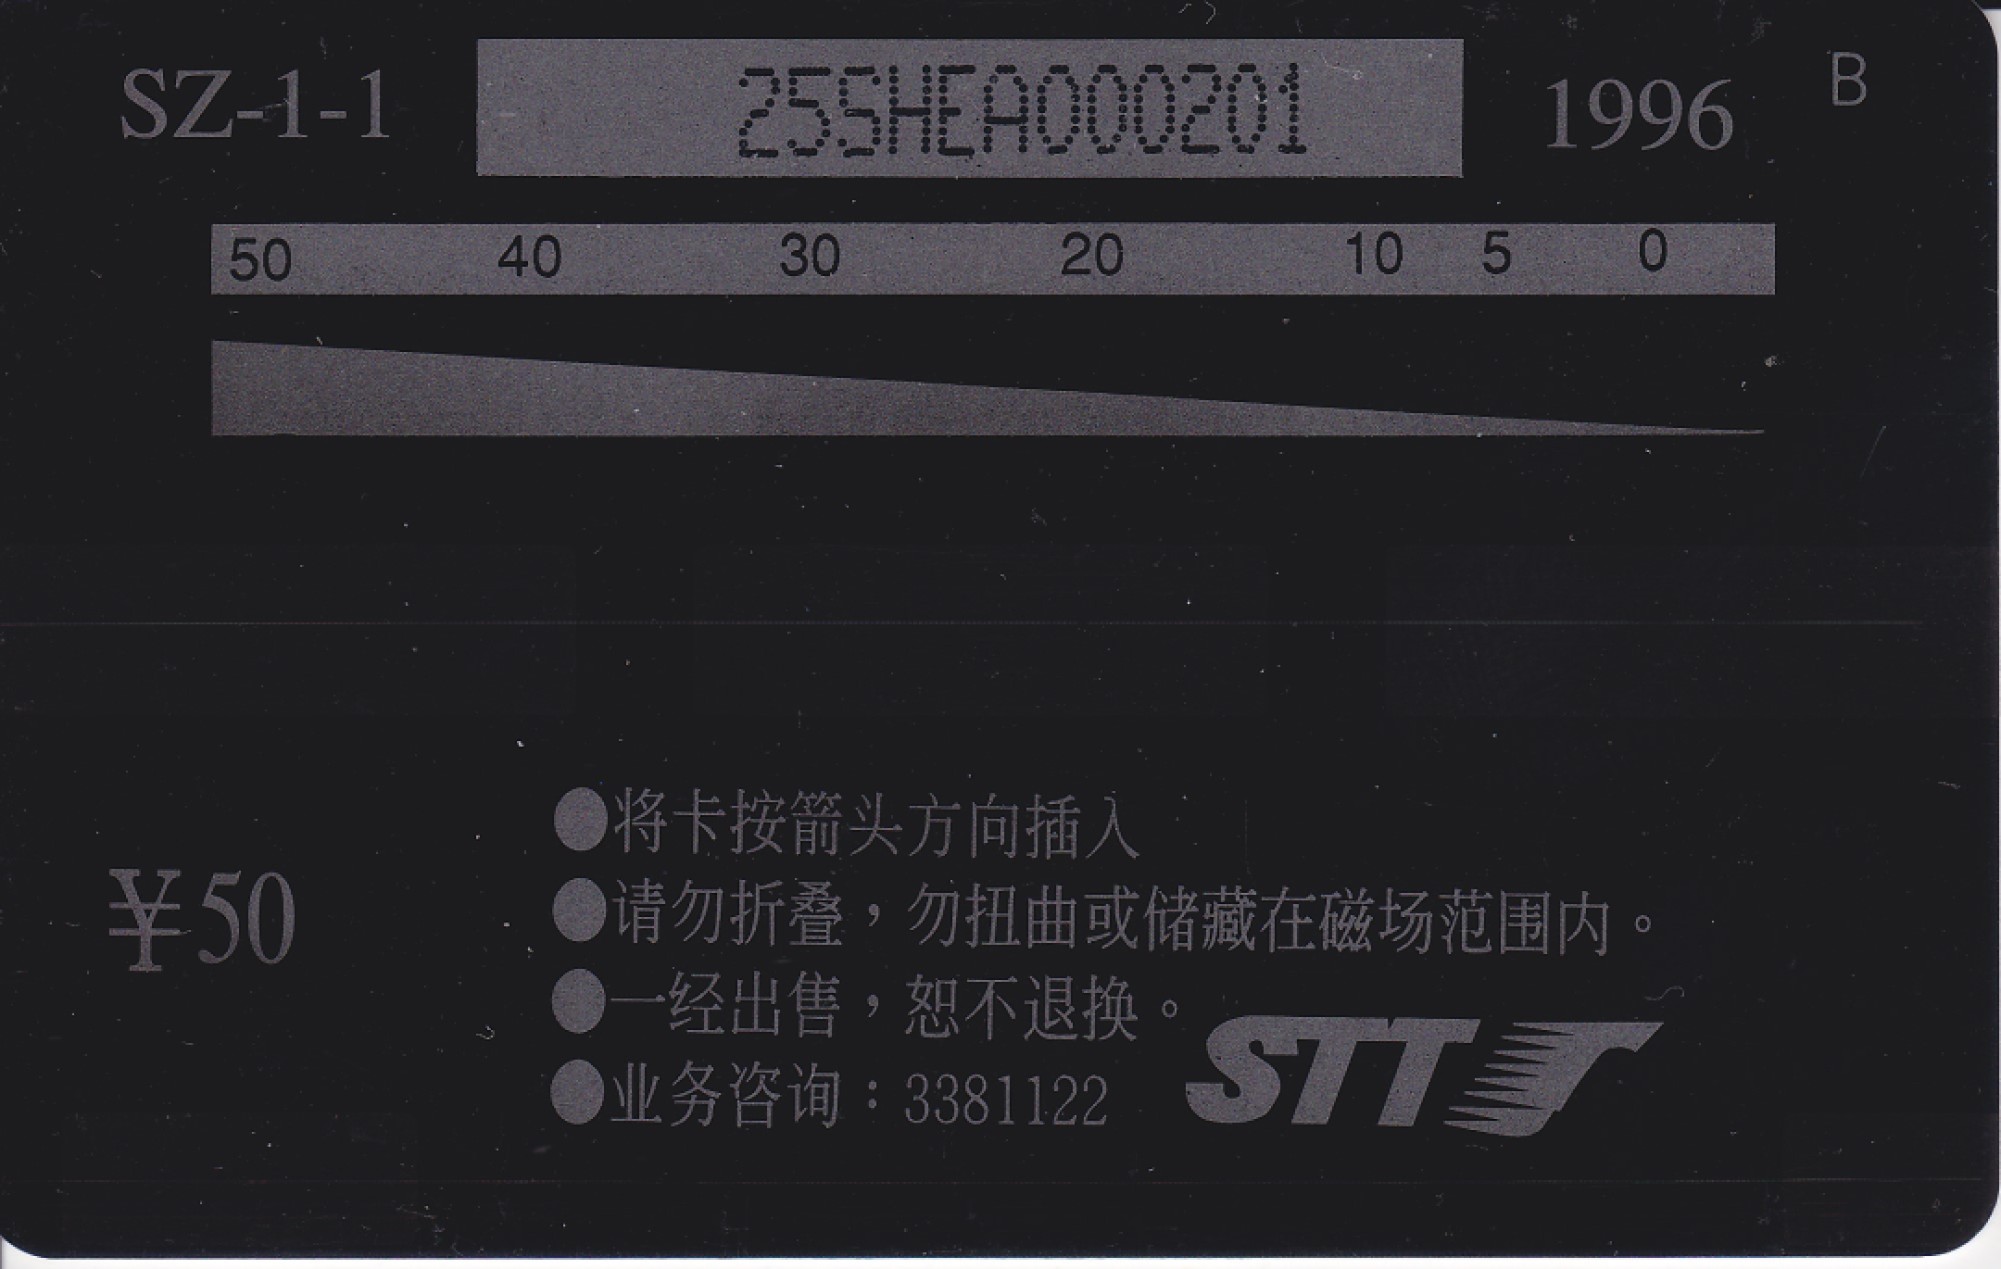 SZ-1-1 25SHEA000201 1996 B
50 40 30 20 10 5 0
●将卡按箭头方向插入
¥50
●请勿折叠，勿扭曲或储藏在磁场范围内。
●一经出售，恕不退换。
●业务咨询：3381122
STT